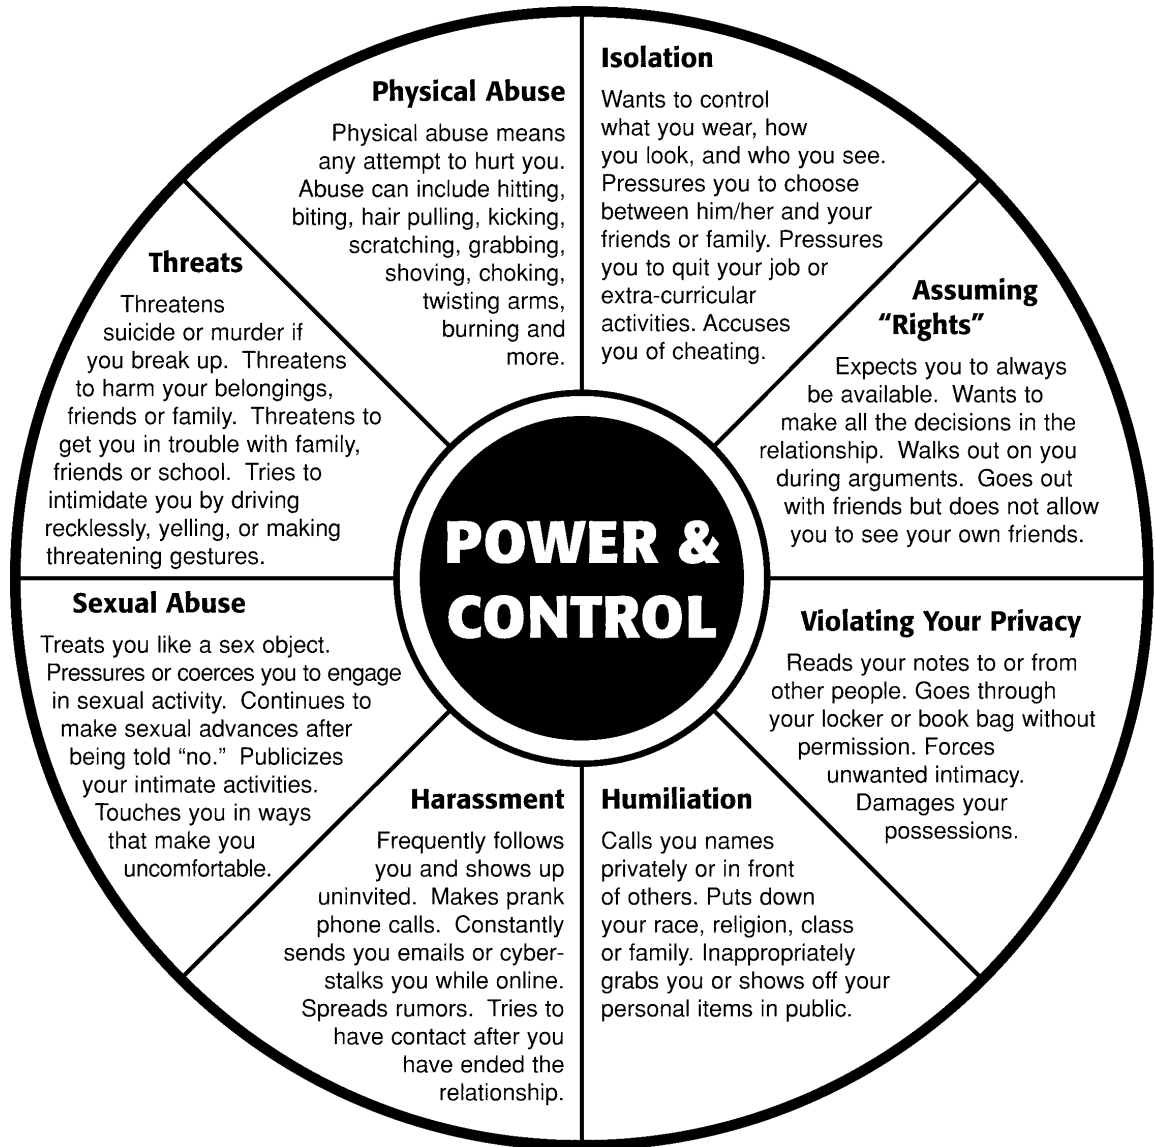 Isolation
Wants to control
what you wear, how
you look, and who you see.
Pressures you to choose
between him/her and your
friends or family. Pressures
you to quit your job or
extra-curricular
activities. Accuses
you of cheating.
Assuming
“Rights”
Expects you to always
be available. Wants to
make all the decisions in the
relationship. Walks out on you
during arguments. Goes out
with friends but does not allow
you to see your own friends.
Violating Your Privacy
Reads your notes to or from
other people. Goes through
your locker or book bag without
permission. Forces
unwanted intimacy.
Damages your
possessions.
Humiliation
Calls you names
privately or in front
of others. Puts down
your race, religion, class
or family. Inappropriately
grabs you or shows off your
personal items in public.
Harassment
Frequently follows
you and shows up
uninvited. Makes prank
phone calls. Constantly
sends you emails or cyber-
stalks you while online.
Spreads rumors. Tries to
have contact after you
have ended the
relationship.
Sexual Abuse
Treats you like a sex object.
Pressures or coerces you to engage
in sexual activity. Continues to
make sexual advances after
being told “no.” Publicizes
your intimate activities.
Touches you in ways
that make you
uncomfortable.
Threats
Threatens
suicide or murder if
you break up. Threatens
to harm your belongings,
friends or family. Threatens to
get you in trouble with family,
friends or school. Tries to
intimidate you by driving
recklessly, yelling, or making
threatening gestures.
Physical Abuse
Physical abuse means
any attempt to hurt you.
Abuse can include hitting,
biting, hair pulling, kicking,
scratching, grabbing,
shoving, choking,
twisting arms,
burning and
more.
POWER &
CONTROL